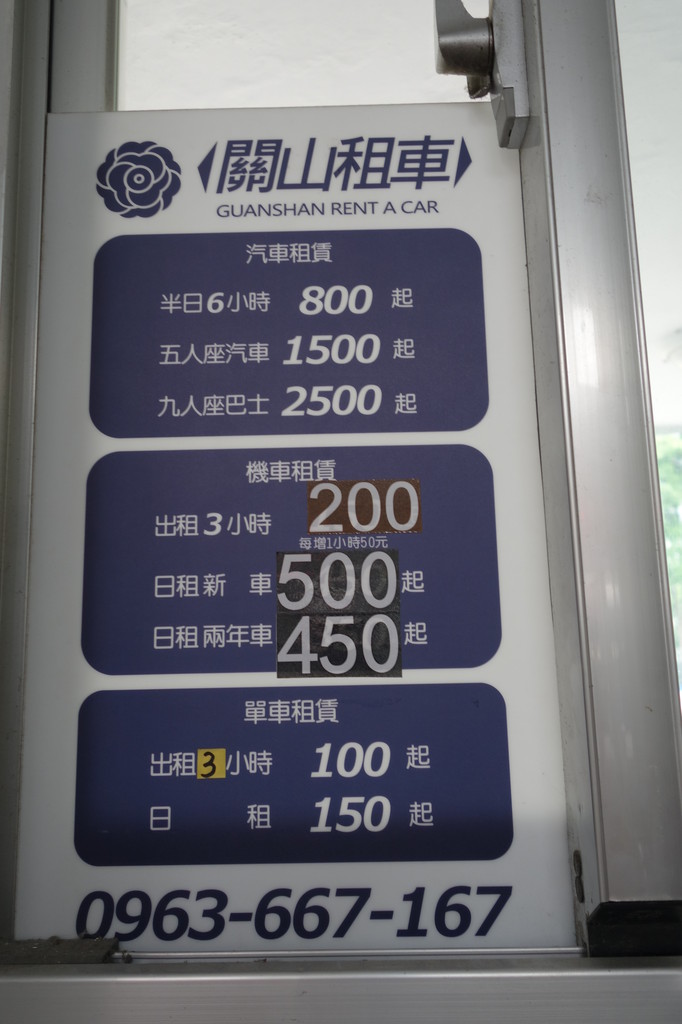 關山租車
GUANSHAN RENT A CAR
汽車租賃
半日6小時 800 起
五人座汽車 1500 起
九人座巴士 2500 起
機車租賃
出租3小時 200
每增1小時50元
日租新 車 500 起
日租兩年車 450 起
單車租賃
出租3小時 100 起
日 租 150 起
0963-667-167